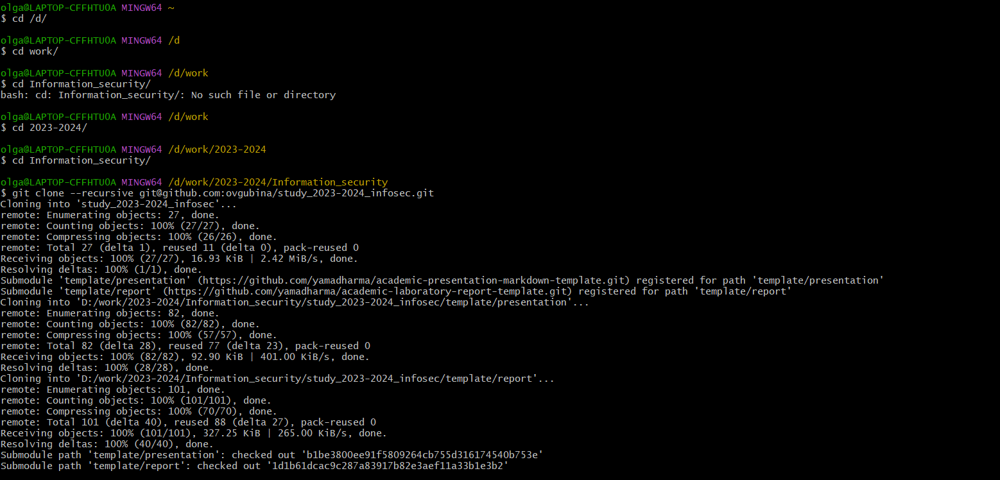 olga@LAPTOP-CFFHTU0A MINGW64 ~
$ cd /d/
olga@LAPTOP-CFFHTU0A MINGW64 /d
$ cd work/
olga@LAPTOP-CFFHTU0A MINGW64 /d/work
$ cd Information_security/
bash: cd: Information_security/: No such file or directory
olga@LAPTOP-CFFHTU0A MINGW64 /d/work
$ cd 2023-2024/
olga@LAPTOP-CFFHTU0A MINGW64 /d/work/2023-2024
$ cd Information_security/
olga@LAPTOP-CFFHTU0A MINGW64 /d/work/2023-2024/Information_security
$ git clone --recursive git@github.com:ovgubina/study_2023-2024_infosec.git
Cloning into 'study_2023-2024_infosec'...
remote: Enumerating objects: 27, done.
remote: Counting objects: 100% (27/27), done.
remote: Compressing objects: 100% (26/26), done.
remote: Total 27 (delta 1), reused 11 (delta 0), pack-reused 0
Receiving objects: 100% (27/27), 16.93 KiB | 2.42 MiB/s, done.
Resolving deltas: 100% (1/1), done.
Submodule 'template/presentation' (https://github.com/yamadharma/academic-presentation-markdown-template.git) registered for path 'template/presentation'
Submodule 'template/report' (https://github.com/yamadharma/academic-laboratory-report-template.git) registered for path 'template/report'
Cloning into 'D:/work/2023-2024/Information_security/study_2023-2024_infosec/template/presentation'...
remote: Enumerating objects: 82, done.
remote: Counting objects: 100% (82/82), done.
remote: Compressing objects: 100% (57/57), done.
remote: Total 82 (delta 28), reused 77 (delta 23), pack-reused 0
Receiving objects: 100% (82/82), 92.90 KiB | 401.00 KiB/s, done.
Resolving deltas: 100% (28/28), done.
Cloning into 'D:/work/2023-2024/Information_security/study_2023-2024_infosec/template/report'...
remote: Enumerating objects: 101, done.
remote: Counting objects: 100% (101/101), done.
remote: Compressing objects: 100% (70/70), done.
remote: Total 101 (delta 40), reused 88 (delta 27), pack-reused 0
Receiving objects: 100% (101/101), 327.25 KiB | 265.00 KiB/s, done.
Resolving deltas: 100% (40/40), done.
Submodule path 'template/presentation': checked out 'b1be3800ee91f5809264cb755d316174540b753e'
Submodule path 'template/report': checked out '1d1b61dcac9c287a83917b82e3aef11a33b1e3b2'